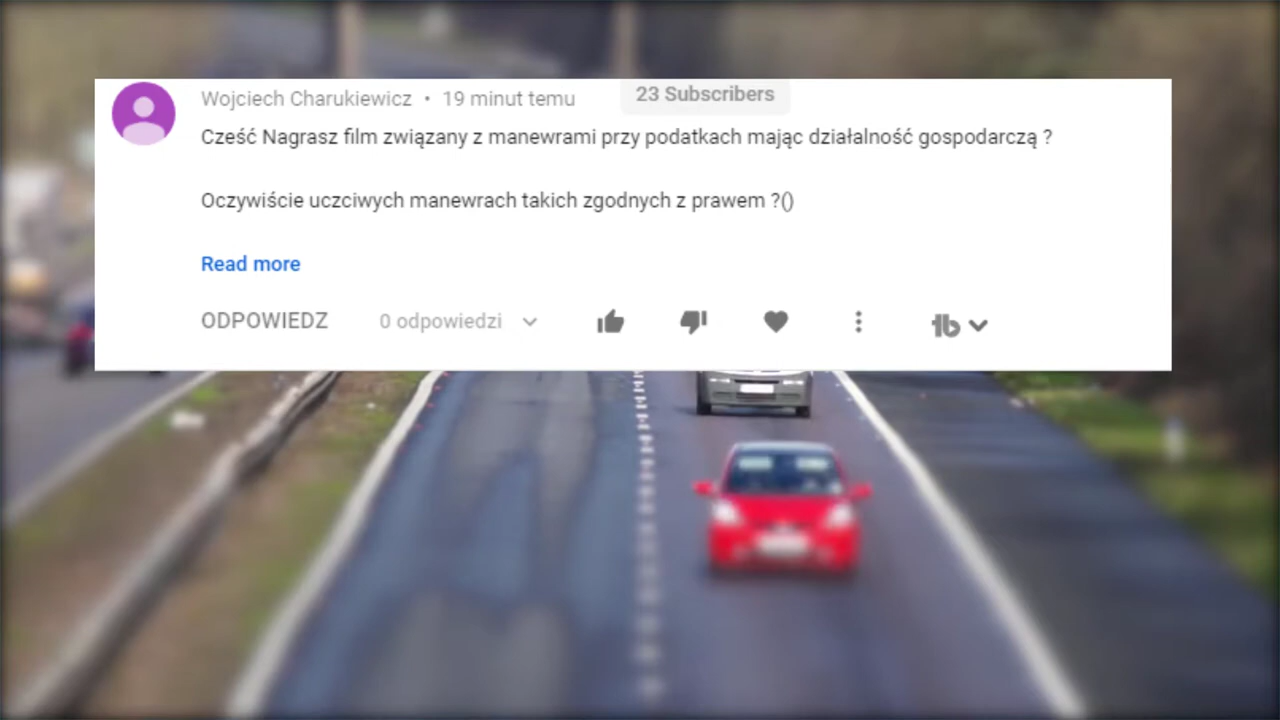 Wojciech Charukiewicz • 19 minut temu 23 Subscribers
Cześć Nagrasz film związany z manewrami przy podatkach mając działalność gospodarczą ?
Oczywiście uczciwych manewrach takich zgodnych z prawem ?()
Read more
ODPOWIEDZ 0 odpowiedzi